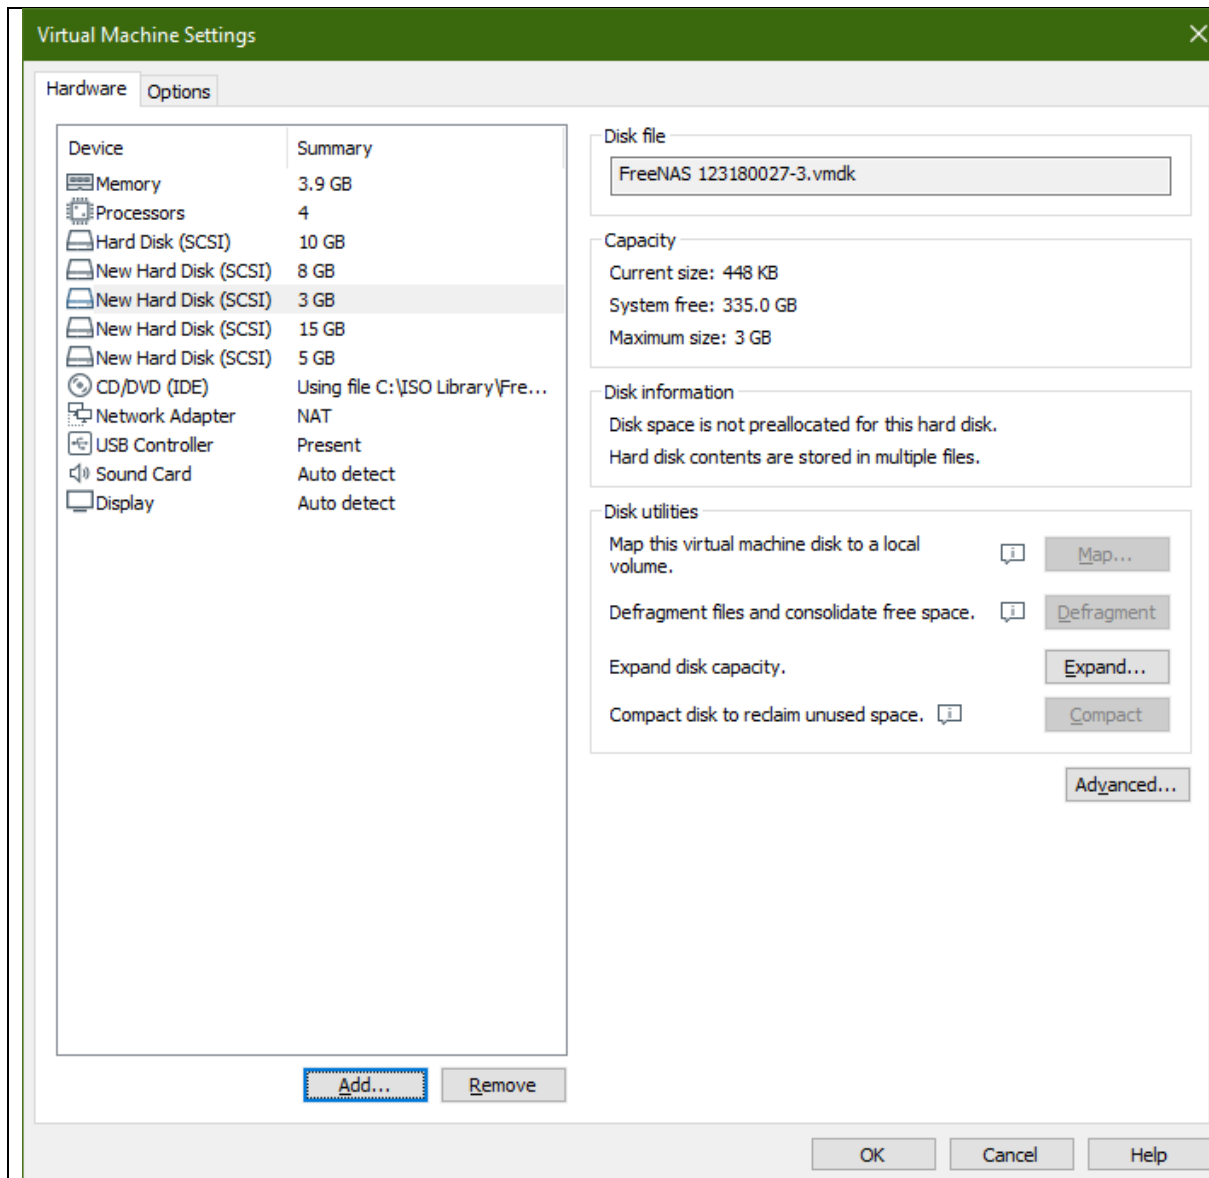 Virtual Machine Settings
Hardware
Options
Device Summary
Memory 3.9 GB
Processors 4
Hard Disk (SCSI) 10 GB
New Hard Disk (SCSI) 8 GB
New Hard Disk (SCSI) 3 GB
New Hard Disk (SCSI) 15 GB
New Hard Disk (SCSI) 5 GB
CD/DVD (IDE) Using file C:\ISO Library\Fre...
Network Adapter NAT
USB Controller Present
Sound Card Auto detect
Display Auto detect
Add...
Remove
Disk file
FreeNAS 123180027-3.vmdk
Capacity
Current size: 448 KB
System free: 335.0 GB
Maximum size: 3 GB
Disk information
Disk space is not preallocated for this hard disk.
Hard disk contents are stored in multiple files.
Disk utilities
Map this virtual machine disk to a local
volume.
Map...
Defragment files and consolidate free space.
Defragment
Expand disk capacity.
Expand...
Compact disk to reclaim unused space.
Compact
Advanced...
OK
Cancel
Help